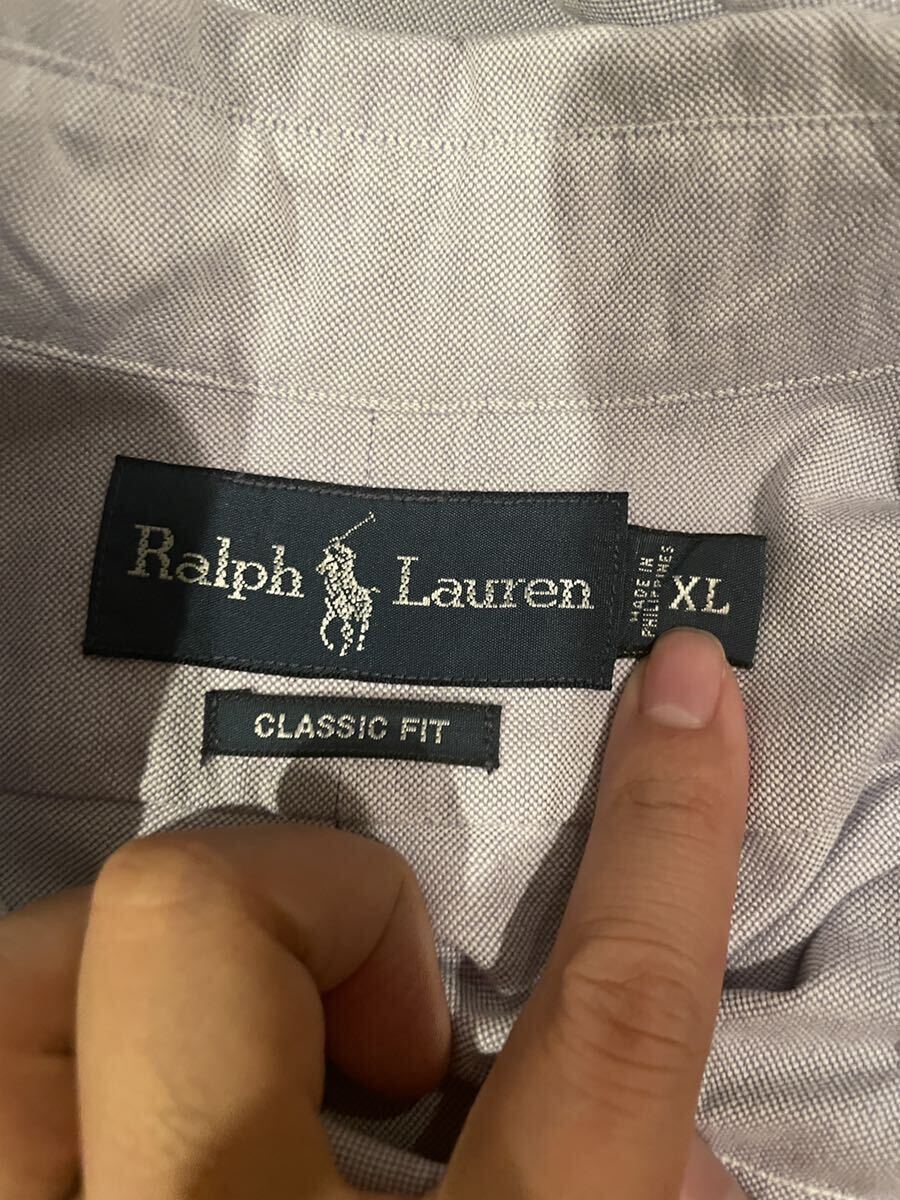 Ralph Lauren
MADE IN
PHILIPPINES
XL
CLASSIC FIT